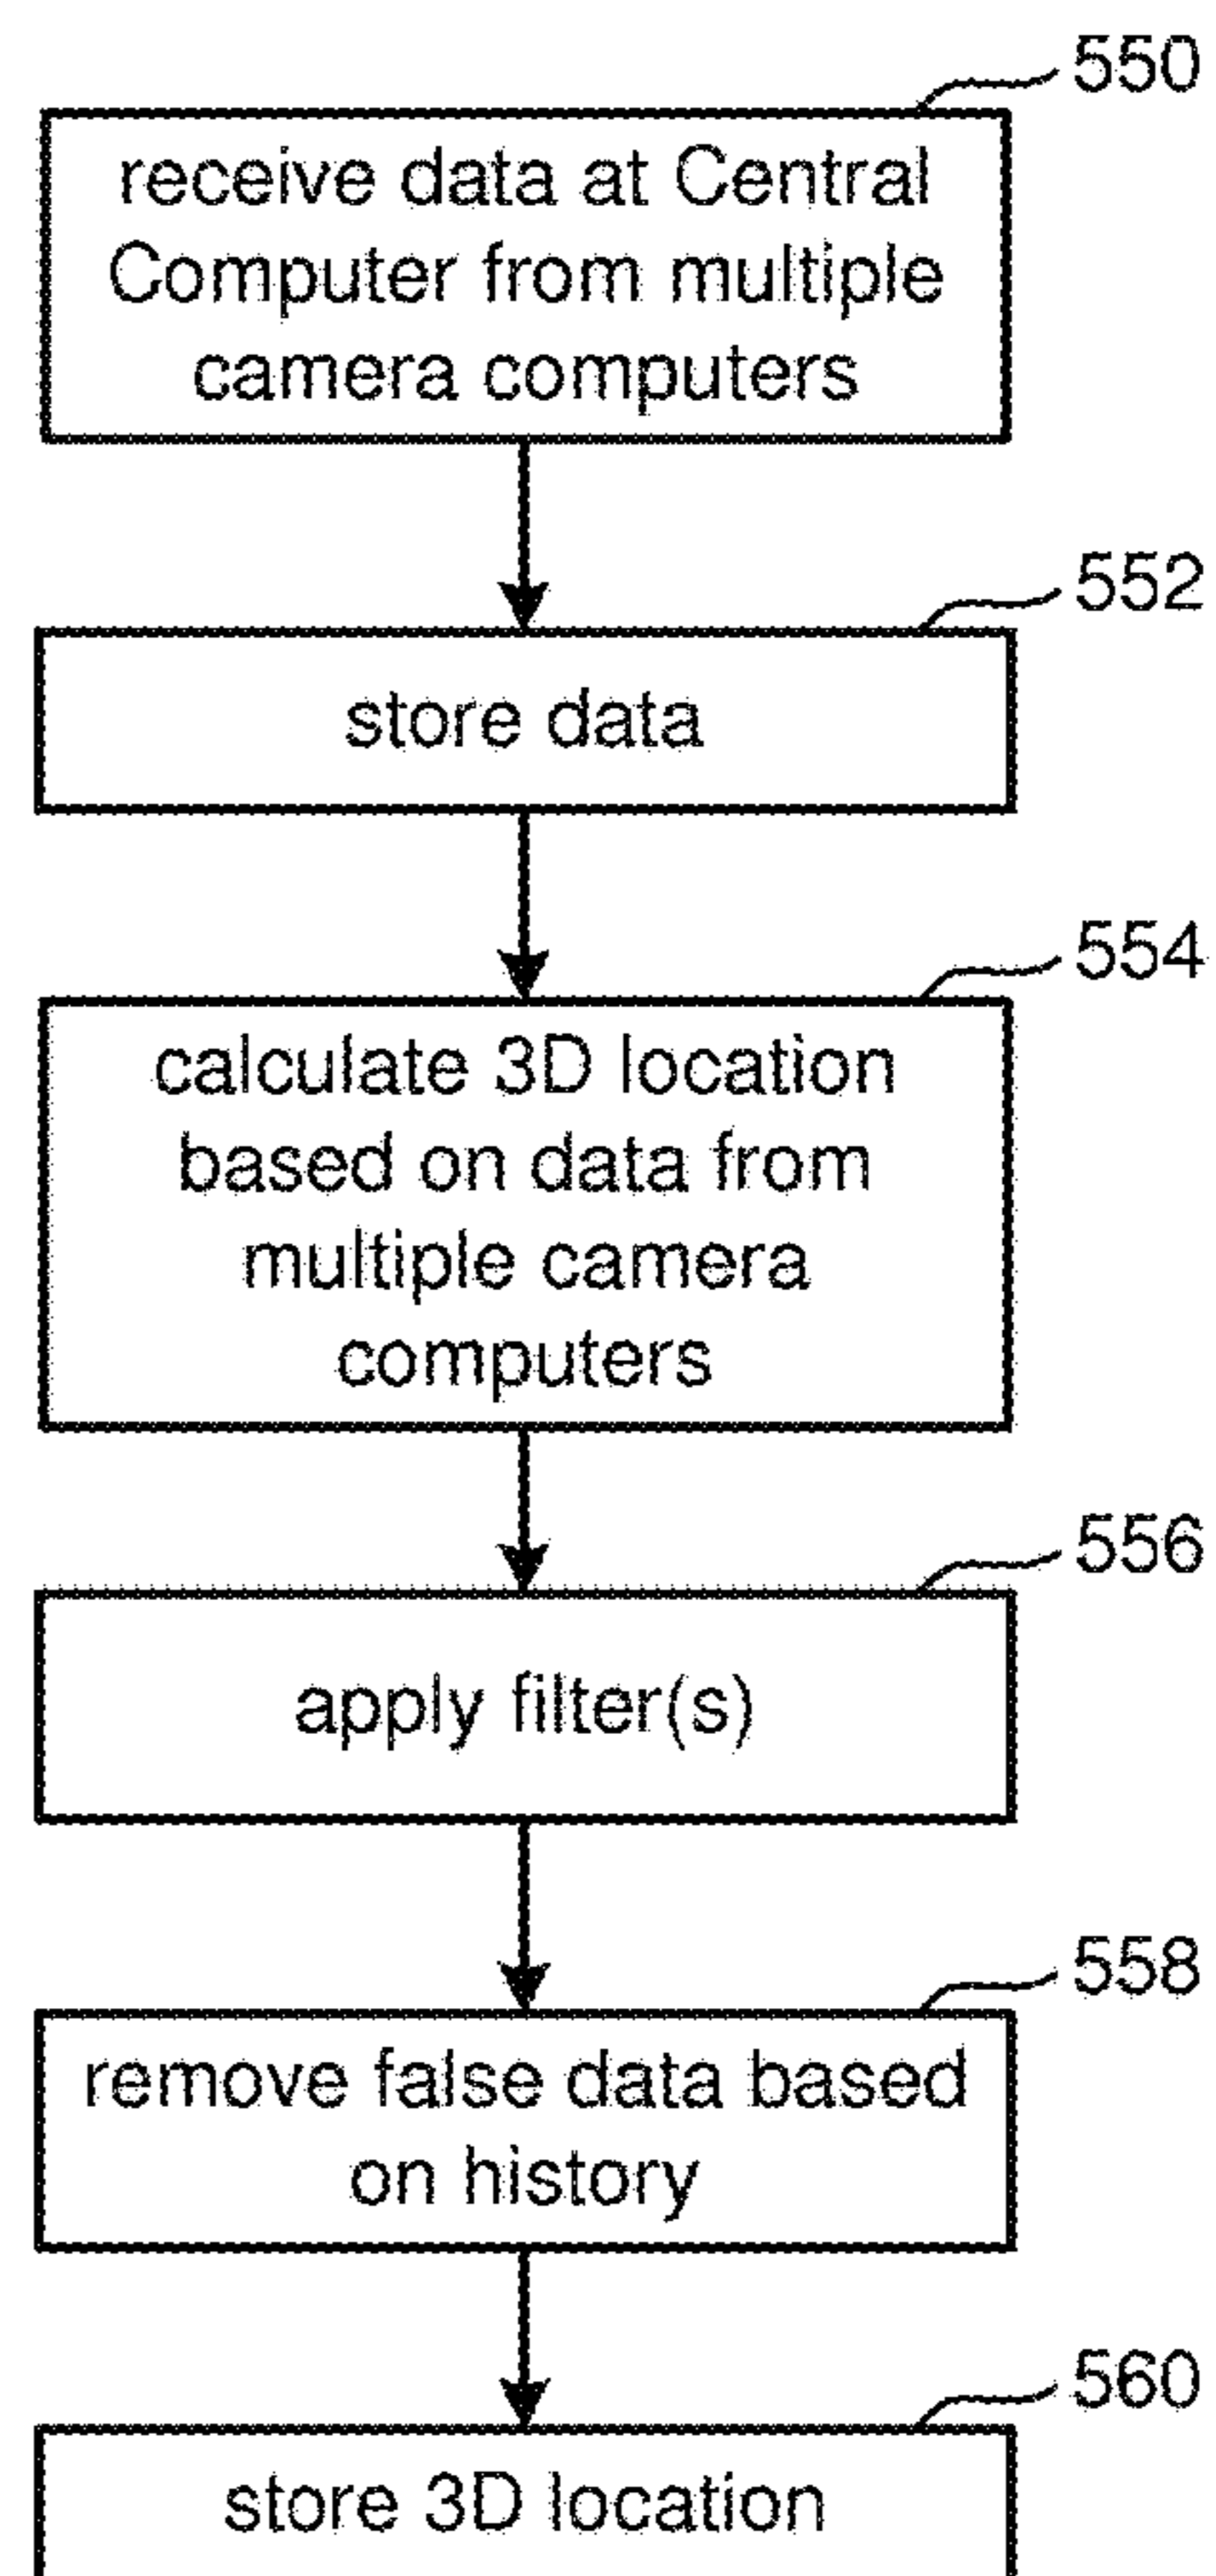 550
receive data at Central
Computer from multiple
camera computers
552
store data
554
calculate 3D location
based on data from
multiple camera
computers
556
apply filter(s)
558
remove false data based
on history
560
store 3D location